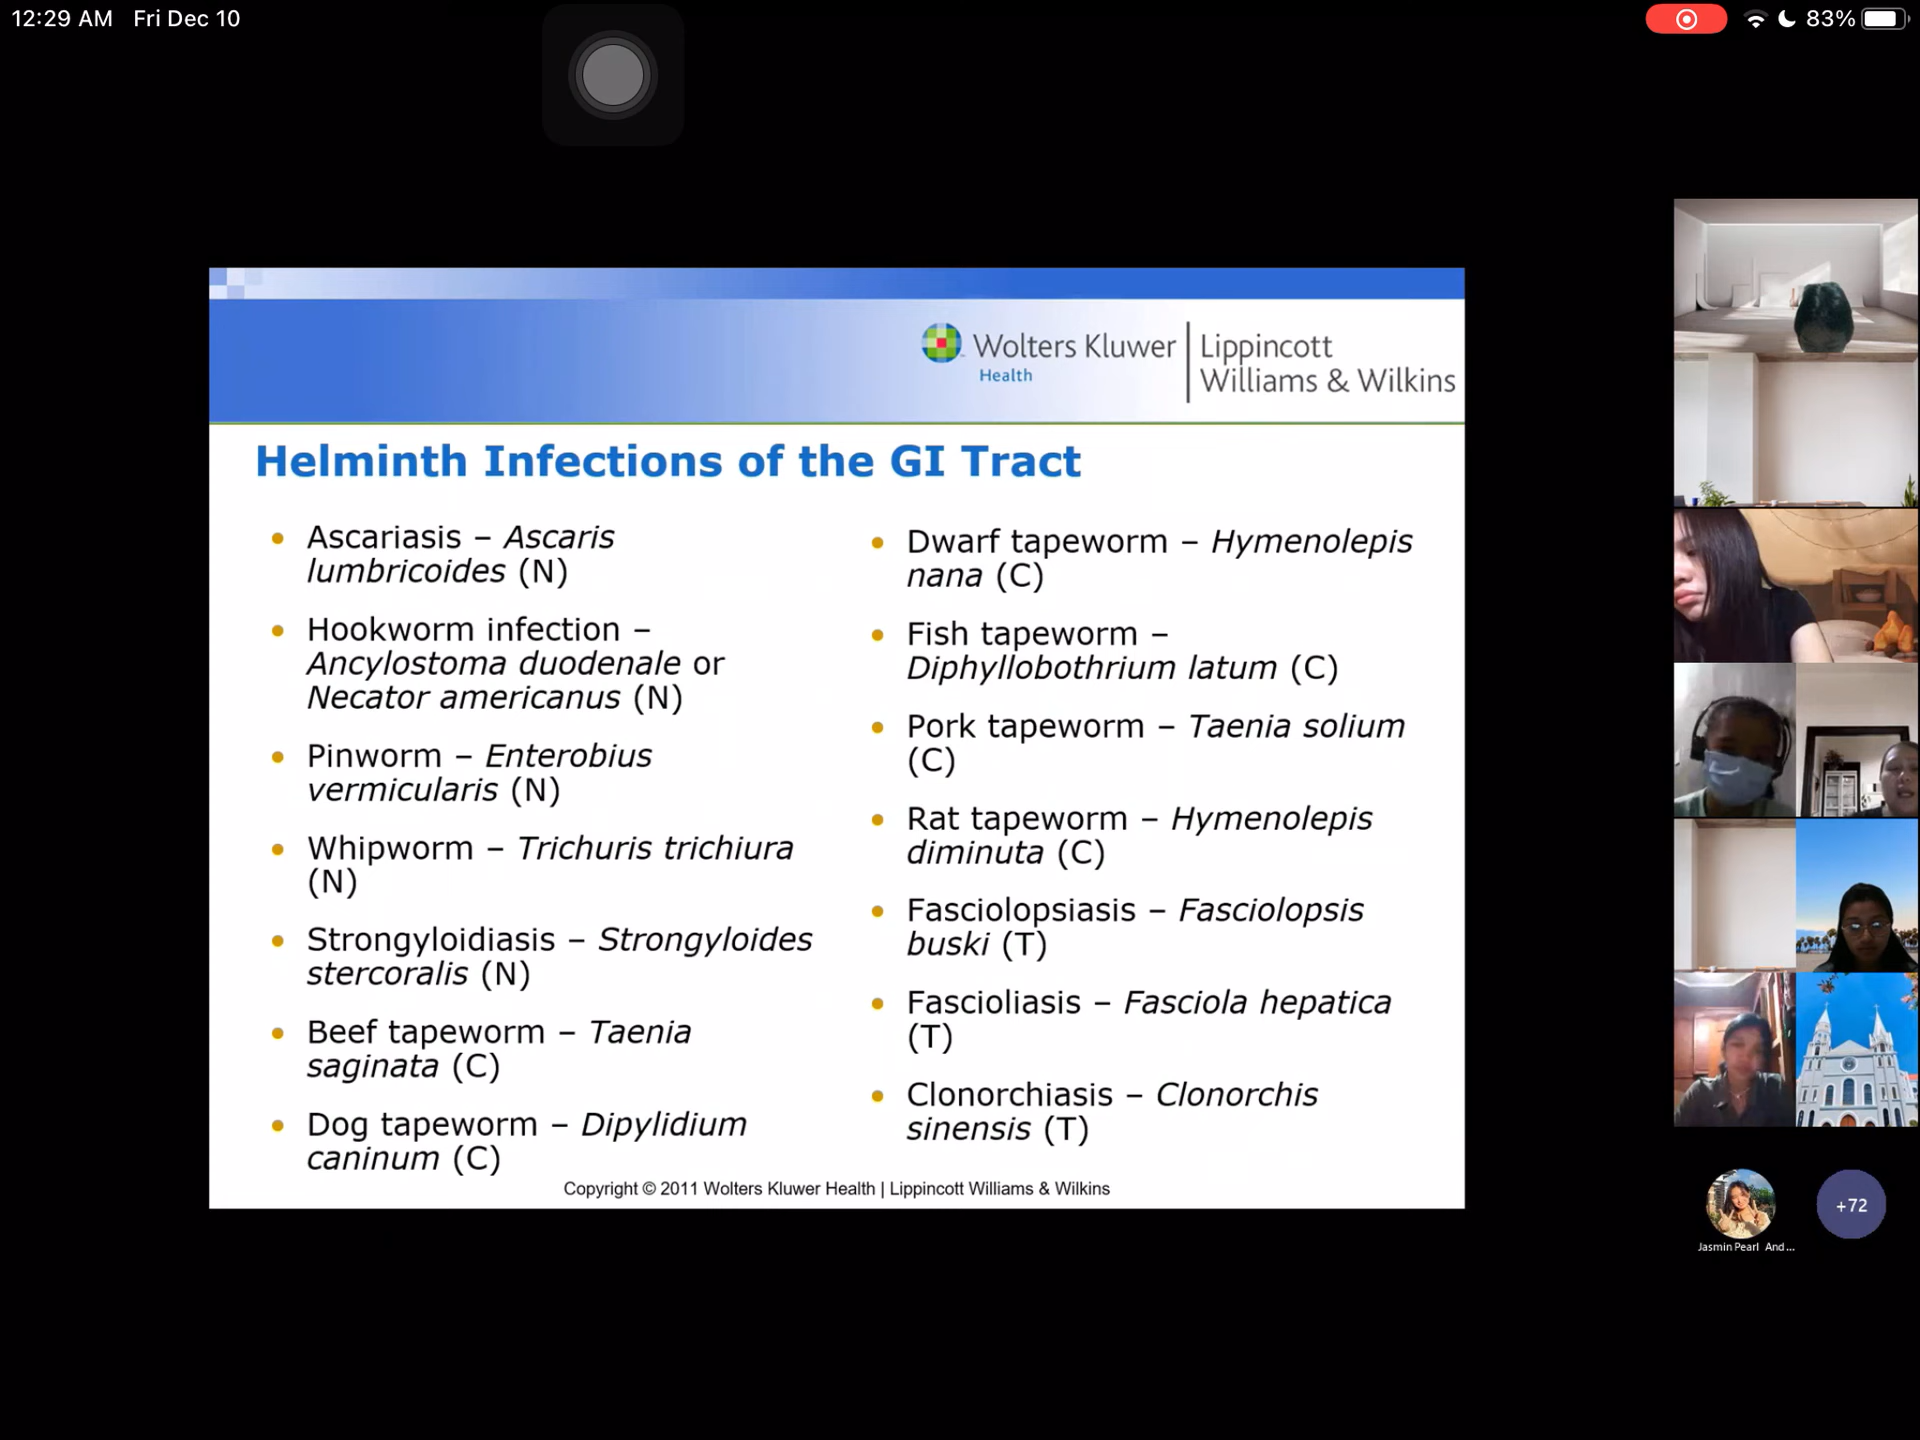 12:29 AM Fri Dec 10
83%
Wolters Kluwer
Health
Lippincott
Williams & Wilkins
Helminth Infections of the GI Tract
• Ascariasis – Ascaris
lumbricoides (N)
• Hookworm infection –
Ancylostoma duodenale or
Necator americanus (N)
• Pinworm – Enterobius
vermicularis (N)
• Whipworm – Trichuris trichiura
(N)
• Strongyloidiasis – Strongyloides
stercoralis (N)
• Beef tapeworm – Taenia
saginata (C)
• Dog tapeworm – Dipylidium
caninum (C)
• Dwarf tapeworm – Hymenolepis
nana (C)
• Fish tapeworm –
Diphyllobothrium latum (C)
• Pork tapeworm – Taenia solium
(C)
• Rat tapeworm – Hymenolepis
diminuta (C)
• Fasciolopsiasis – Fasciolopsis
buski (T)
• Fascioliasis – Fasciola hepatica
(T)
• Clonorchiasis – Clonorchis
sinensis (T)
Copyright © 2011 Wolters Kluwer Health | Lippincott Williams & Wilkins
+72
Jasmin Pearl And...